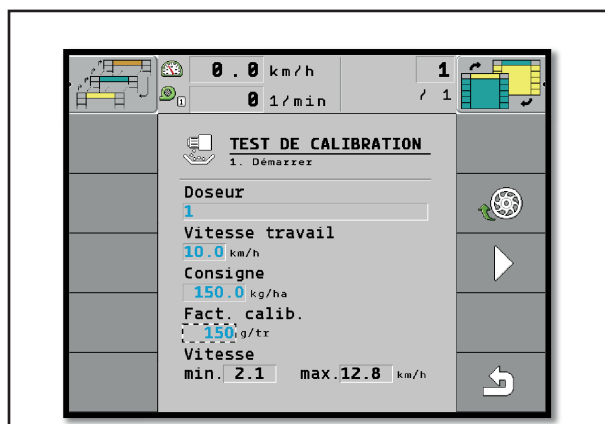 0.0 km/h 1
1 0 1/min / 1
TEST DE CALIBRATION
1. Démarrer
Doseur
1
Vitesse travail
10.0 km/h
Consigne
150.0 kg/ha
Fact. calib.
150 g/tr
Vitesse
min. 2.1 max. 12.8 km/h